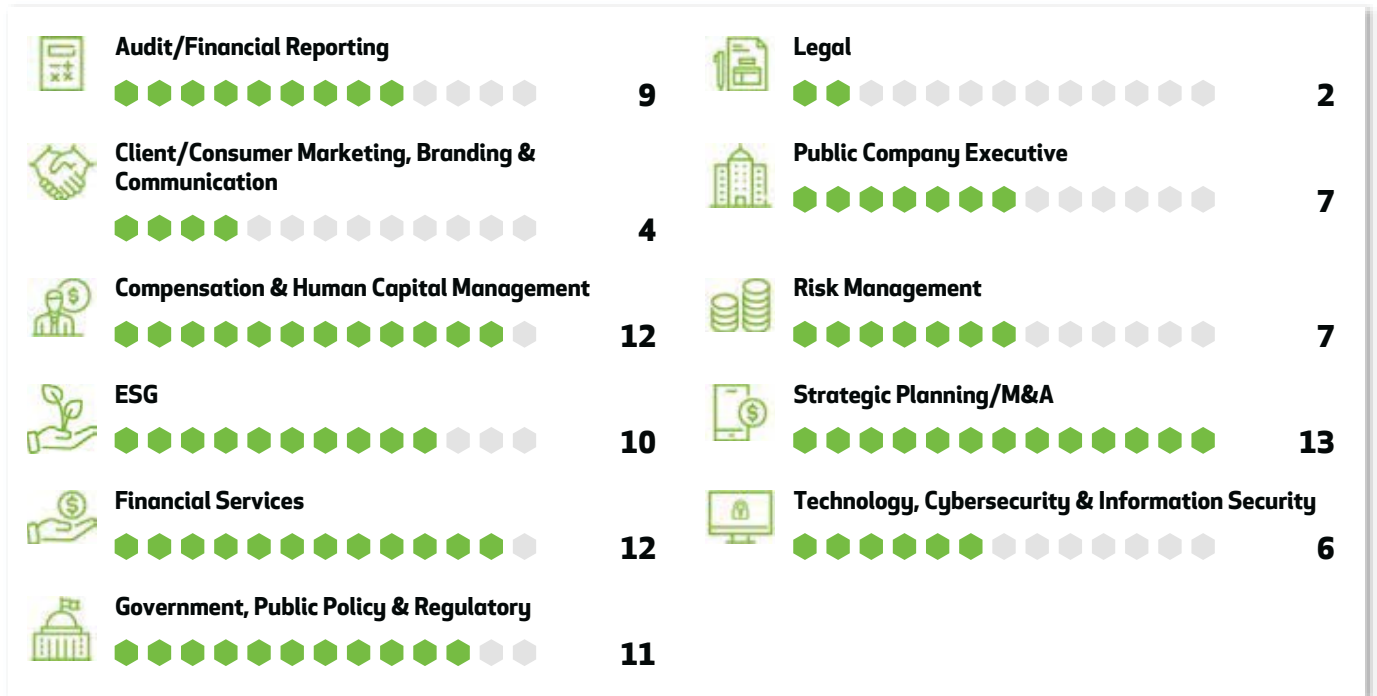 Audit/Financial Reporting
9
Client/Consumer Marketing, Branding &
Communication
4
Compensation & Human Capital Management
12
ESG
10
Financial Services
12
Government, Public Policy & Regulatory
11
Legal
2
Public Company Executive
7
Risk Management
7
Strategic Planning/M&A
13
Technology, Cybersecurity & Information Security
6